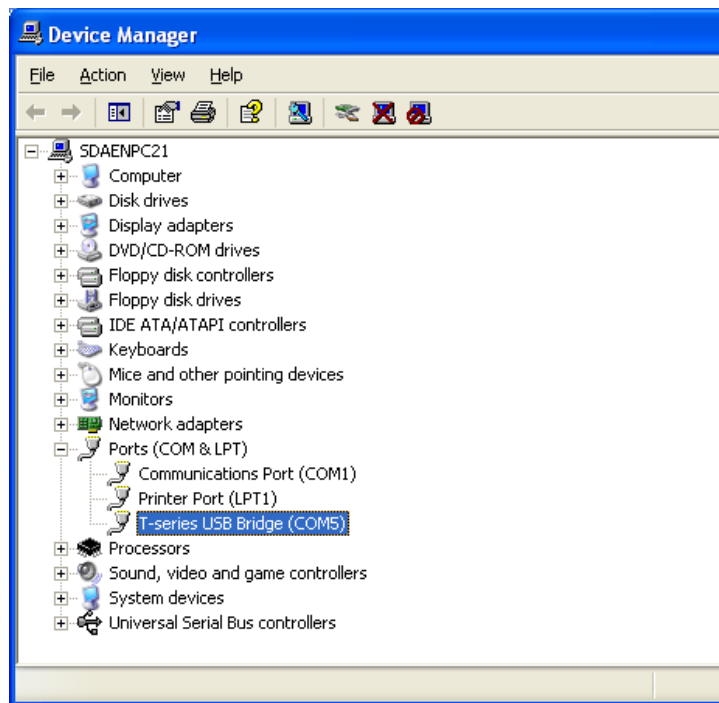 Device Manager
File Action View Help
SDAENPC21
Computer
Disk drives
Display adapters
DVD/CD-ROM drives
Floppy disk controllers
Floppy disk drives
IDE ATA/ATAPI controllers
Keyboards
Mice and other pointing devices
Monitors
Network adapters
Ports (COM & LPT)
Communications Port (COM1)
Printer Port (LPT1)
T-series USB Bridge (COM5)
Processors
Sound, video and game controllers
System devices
Universal Serial Bus controllers